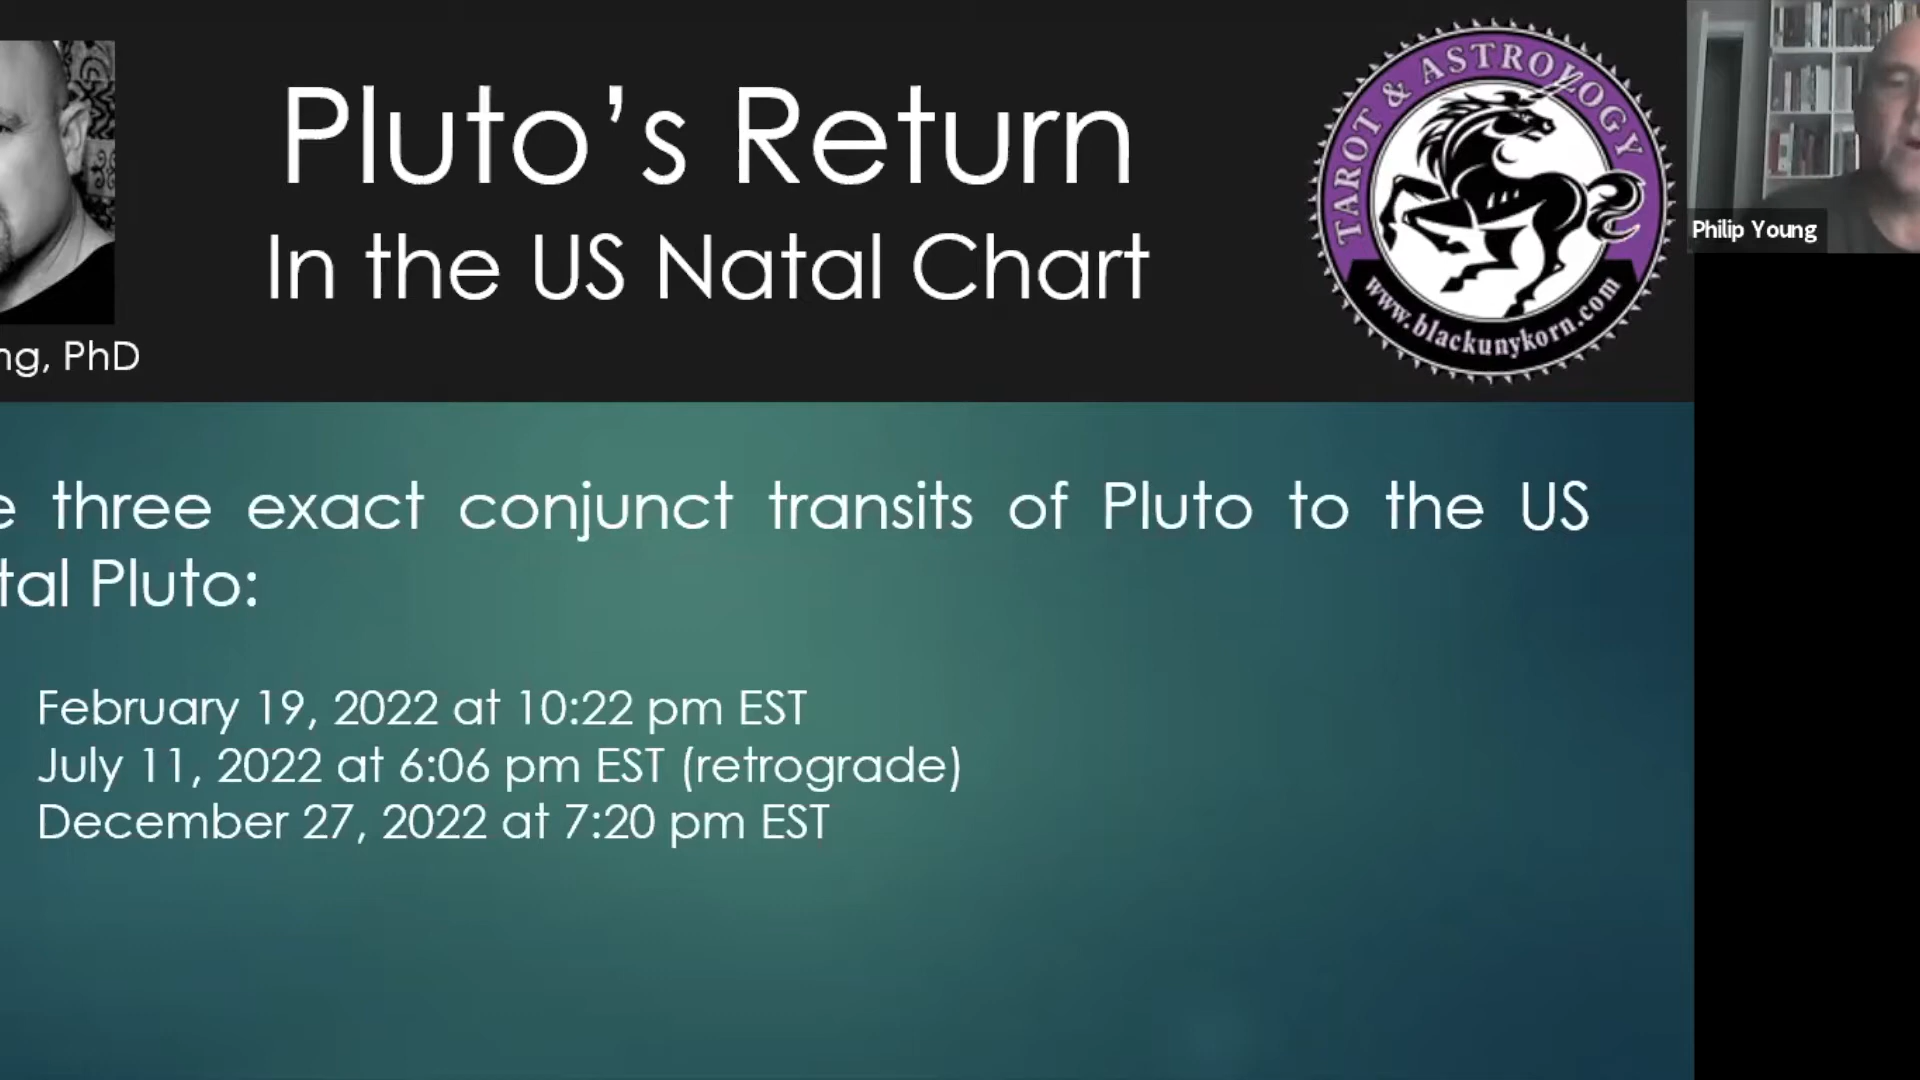 Pluto’s Return
In the US Natal Chart
TAROT & ASTROLOGY
www.blackunykorn.com
Philip Young
ng, PhD
e three exact conjunct transits of Pluto to the US
tal Pluto:
February 19, 2022 at 10:22 pm EST
July 11, 2022 at 6:06 pm EST (retrograde)
December 27, 2022 at 7:20 pm EST